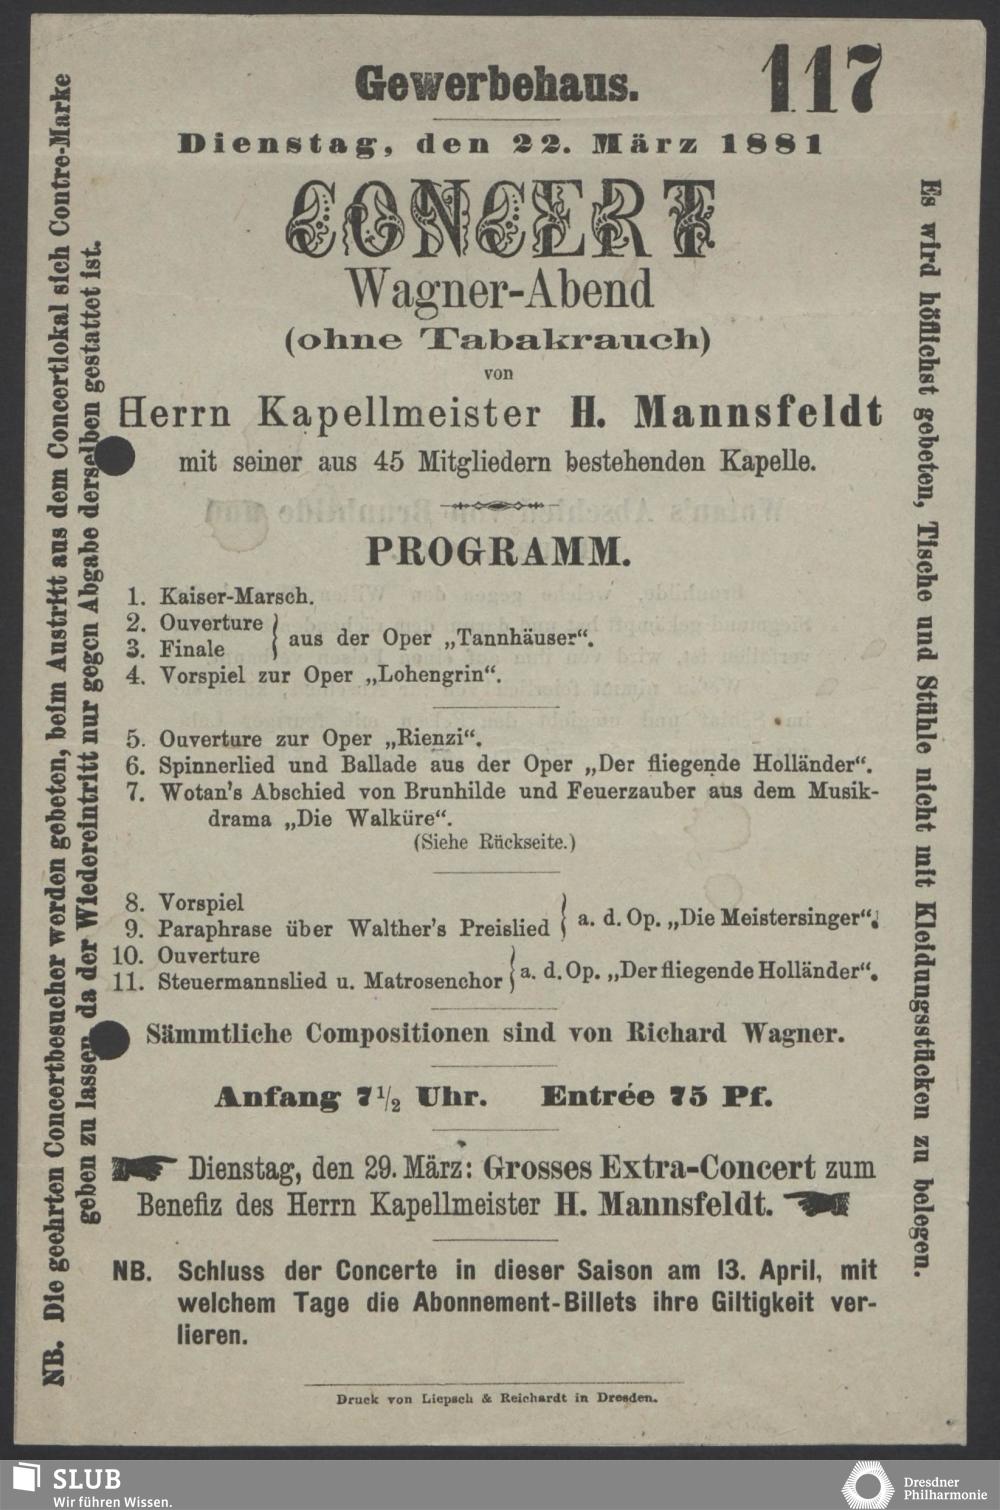 Gewerbehaus.
117
Dienstag, den 22. März 1881
CONCERT
Wagner-Abend
(ohne Tabakrauch)
von
Herrn Kapellmeister H. Mannsfeldt
mit seiner aus 45 Mitgliedern bestehenden Kapelle.
PROGRAMM.
1. Kaiser-Marsch.
2. Ouverture
3. Finale
aus der Oper „Tannhäuser“.
4. Vorspiel zur Oper „Lohengrin“.
5. Ouverture zur Oper „Rienzi“.
6. Spinnerlied und Ballade aus der Oper „Der fliegende Holländer“.
7. Wotan's Abschied von Brunhilde und Feuerzauber aus dem Musik-
drama „Die Walküre“.
(Siehe Rückseite.)
8. Vorspiel
9. Paraphrase über Walther's Preislied
a. d. Op. „Die Meistersinger“.
10. Ouverture
11. Steuermannslied u. Matrosenchor
a. d. Op. „Der fliegende Holländer“.
Sämmtliche Compositionen sind von Richard Wagner.
Anfang 7 1/2 Uhr. Entrée 75 Pf.
Dienstag, den 29. März: Grosses Extra-Concert zum
Benefiz des Herrn Kapellmeister H. Mannsfeldt.
NB. Schluss der Concerte in dieser Saison am 13. April, mit
welchem Tage die Abonnement-Billets ihre Giltigkeit ver-
lieren.
Druck von Liepsch & Reichardt in Dresden.
NB. Die geehrten Concertbesucher werden gebeten, beim Austritt aus dem Concertlokal sich Contre-Marke
geben zu lassen, da der Wiedereintritt nur gegen Abgabe derselben gestattet ist.
Es wird höflichst gebeten, Tische und Stühle nicht mit Kleidungsstücken zu belegen.
SLUB
Wir führen Wissen.
Dresdner
Philharmonie